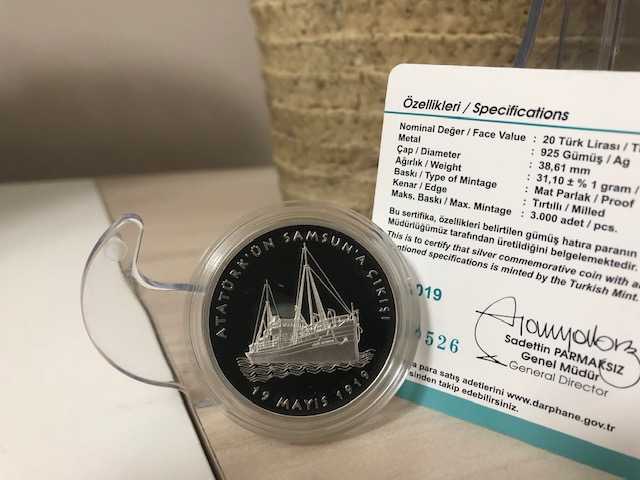 ATATÜRK'ÜN SAMSUN'A ÇIKIŞI
19 MAYIS 1919
Özellikleri / Specifications
Nominal Değer / Face Value : 20 Türk Lirası /
Metal : 925 Gümüş / Ag
Çap / Diameter : 38,61 mm
Ağırlık / Weight : 31,10 ± % 1 gram /
Baskı / Type of Mintage : Mat Parlak / Proof
Kenar / Edge : Tırtıllı / Milled
Maks. Baskı / Max. Mintage : 3.000 adet / pcs.
Bu sertifika, özellikleri belirtilen gümüş hatıra paranın
Müdürlüğümüz tarafından üretildiğini belgelemektedir.
This is to certify that silver commemorative coin with
mentioned specifications is minted by the Turkish Mint
019
526
Sadettin PARMAKSIZ
Genel Müdür
General Director
para satış adetlerini www.darphane.gov.tr
sinden takip edebilirsiniz.